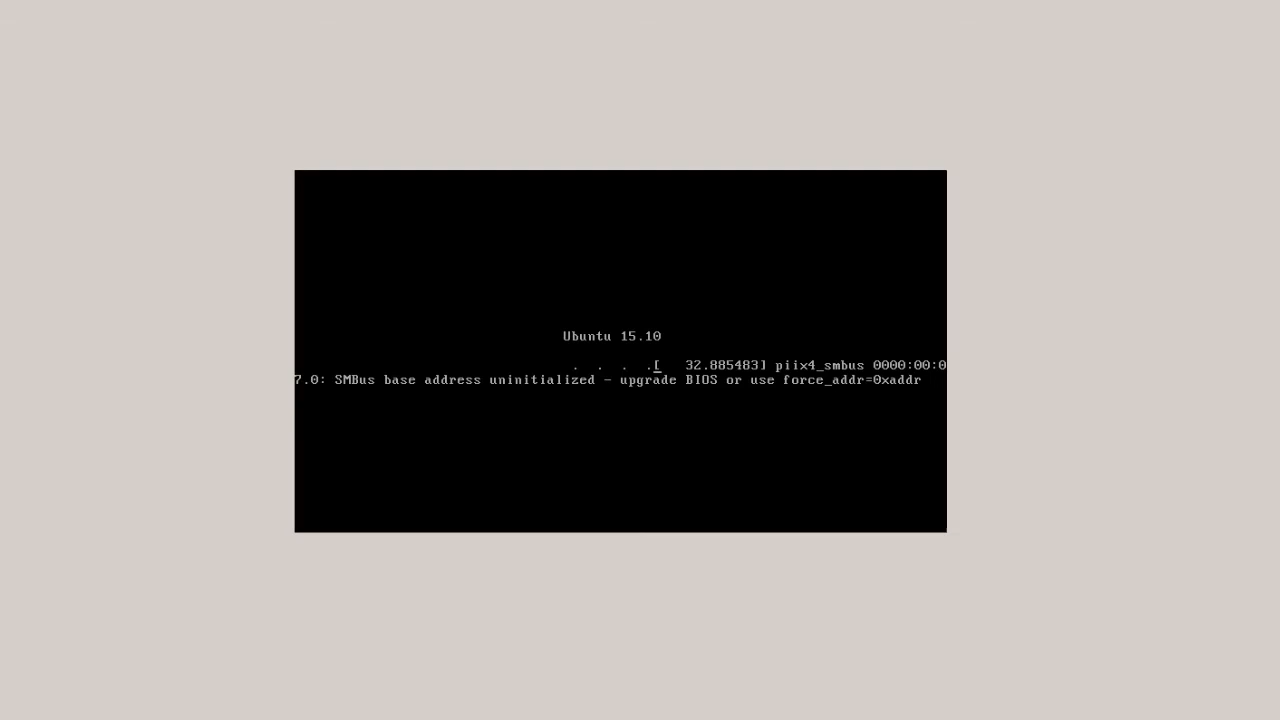 Ubuntu 15.10
. . . .[   32.885483] piix4_smbus 0000:00:0
7.0: SMBus base address uninitialized - upgrade BIOS or use force_addr=0xaddr